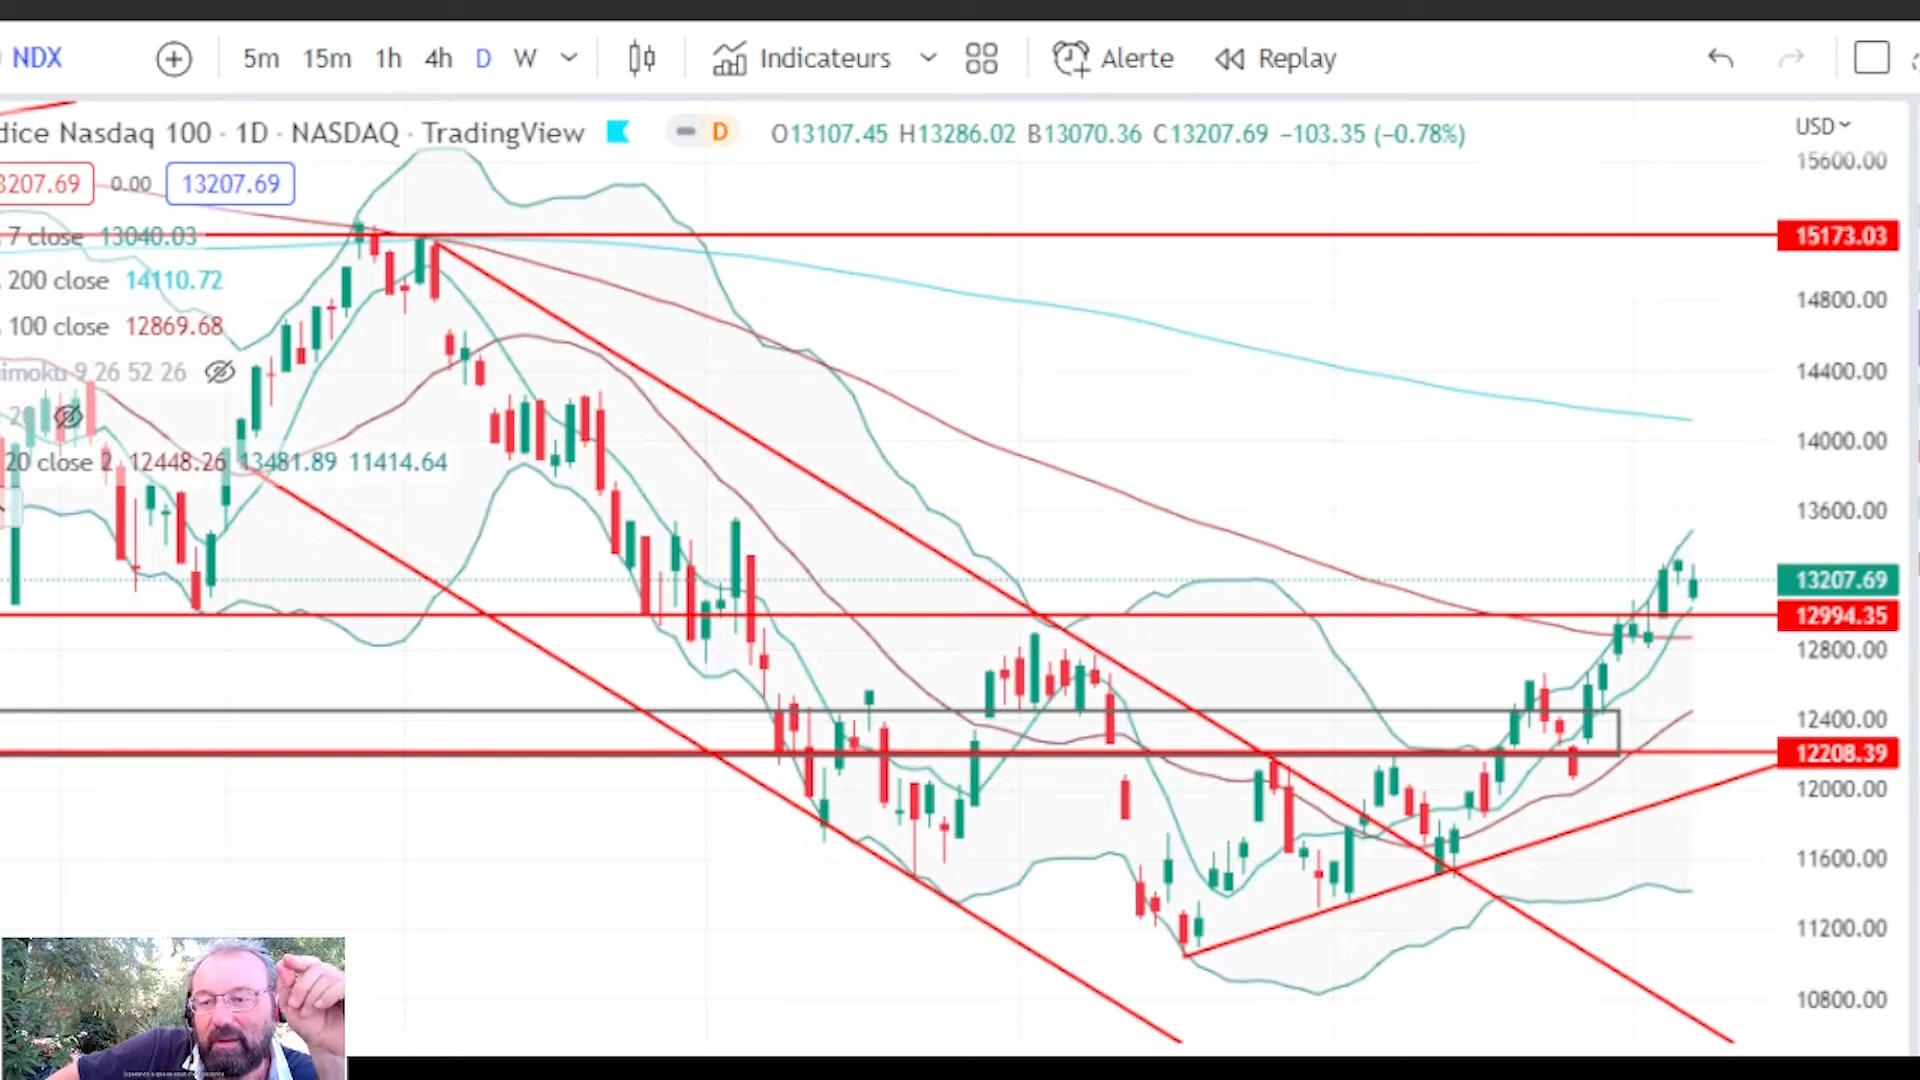 NDX 5m 15m 1h 4h D W Indicateurs Alerte Replay
dice Nasdaq 100 · 1D · NASDAQ · TradingView D O13107.45 H13286.02 B13070.36 C13207.69 −103.35 (−0.78%)
USD
3207.69 0.00 13207.69
7 close 13040.03
200 close 14110.72
100 close 12869.68
imoku 9 26 52 26
20
20 close 2 12448.26 13481.89 11414.64
15600.00
15173.03
14800.00
14400.00
14000.00
13600.00
13207.69
12994.35
12800.00
12400.00
12208.39
12000.00
11600.00
11200.00
10800.00